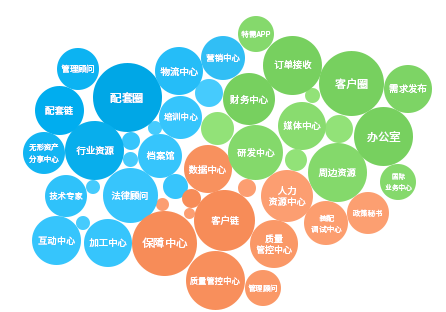 特微APP
营销中心
管理顾问
物流中心
订单接收
客户圈
需求发布
配套圈
财务中心
配套链
培训中心
媒体中心
办公室
无形资产
分享中心
行业资源
档案馆
研发中心
数据中心
周边资源
国际
业务中心
技术专家
法律顾问
人力
资源中心
客户链
政策秘书
装配
调试中心
互动中心
加工中心
保障中心
质量
管控中心
质量管控中心
管理顾问